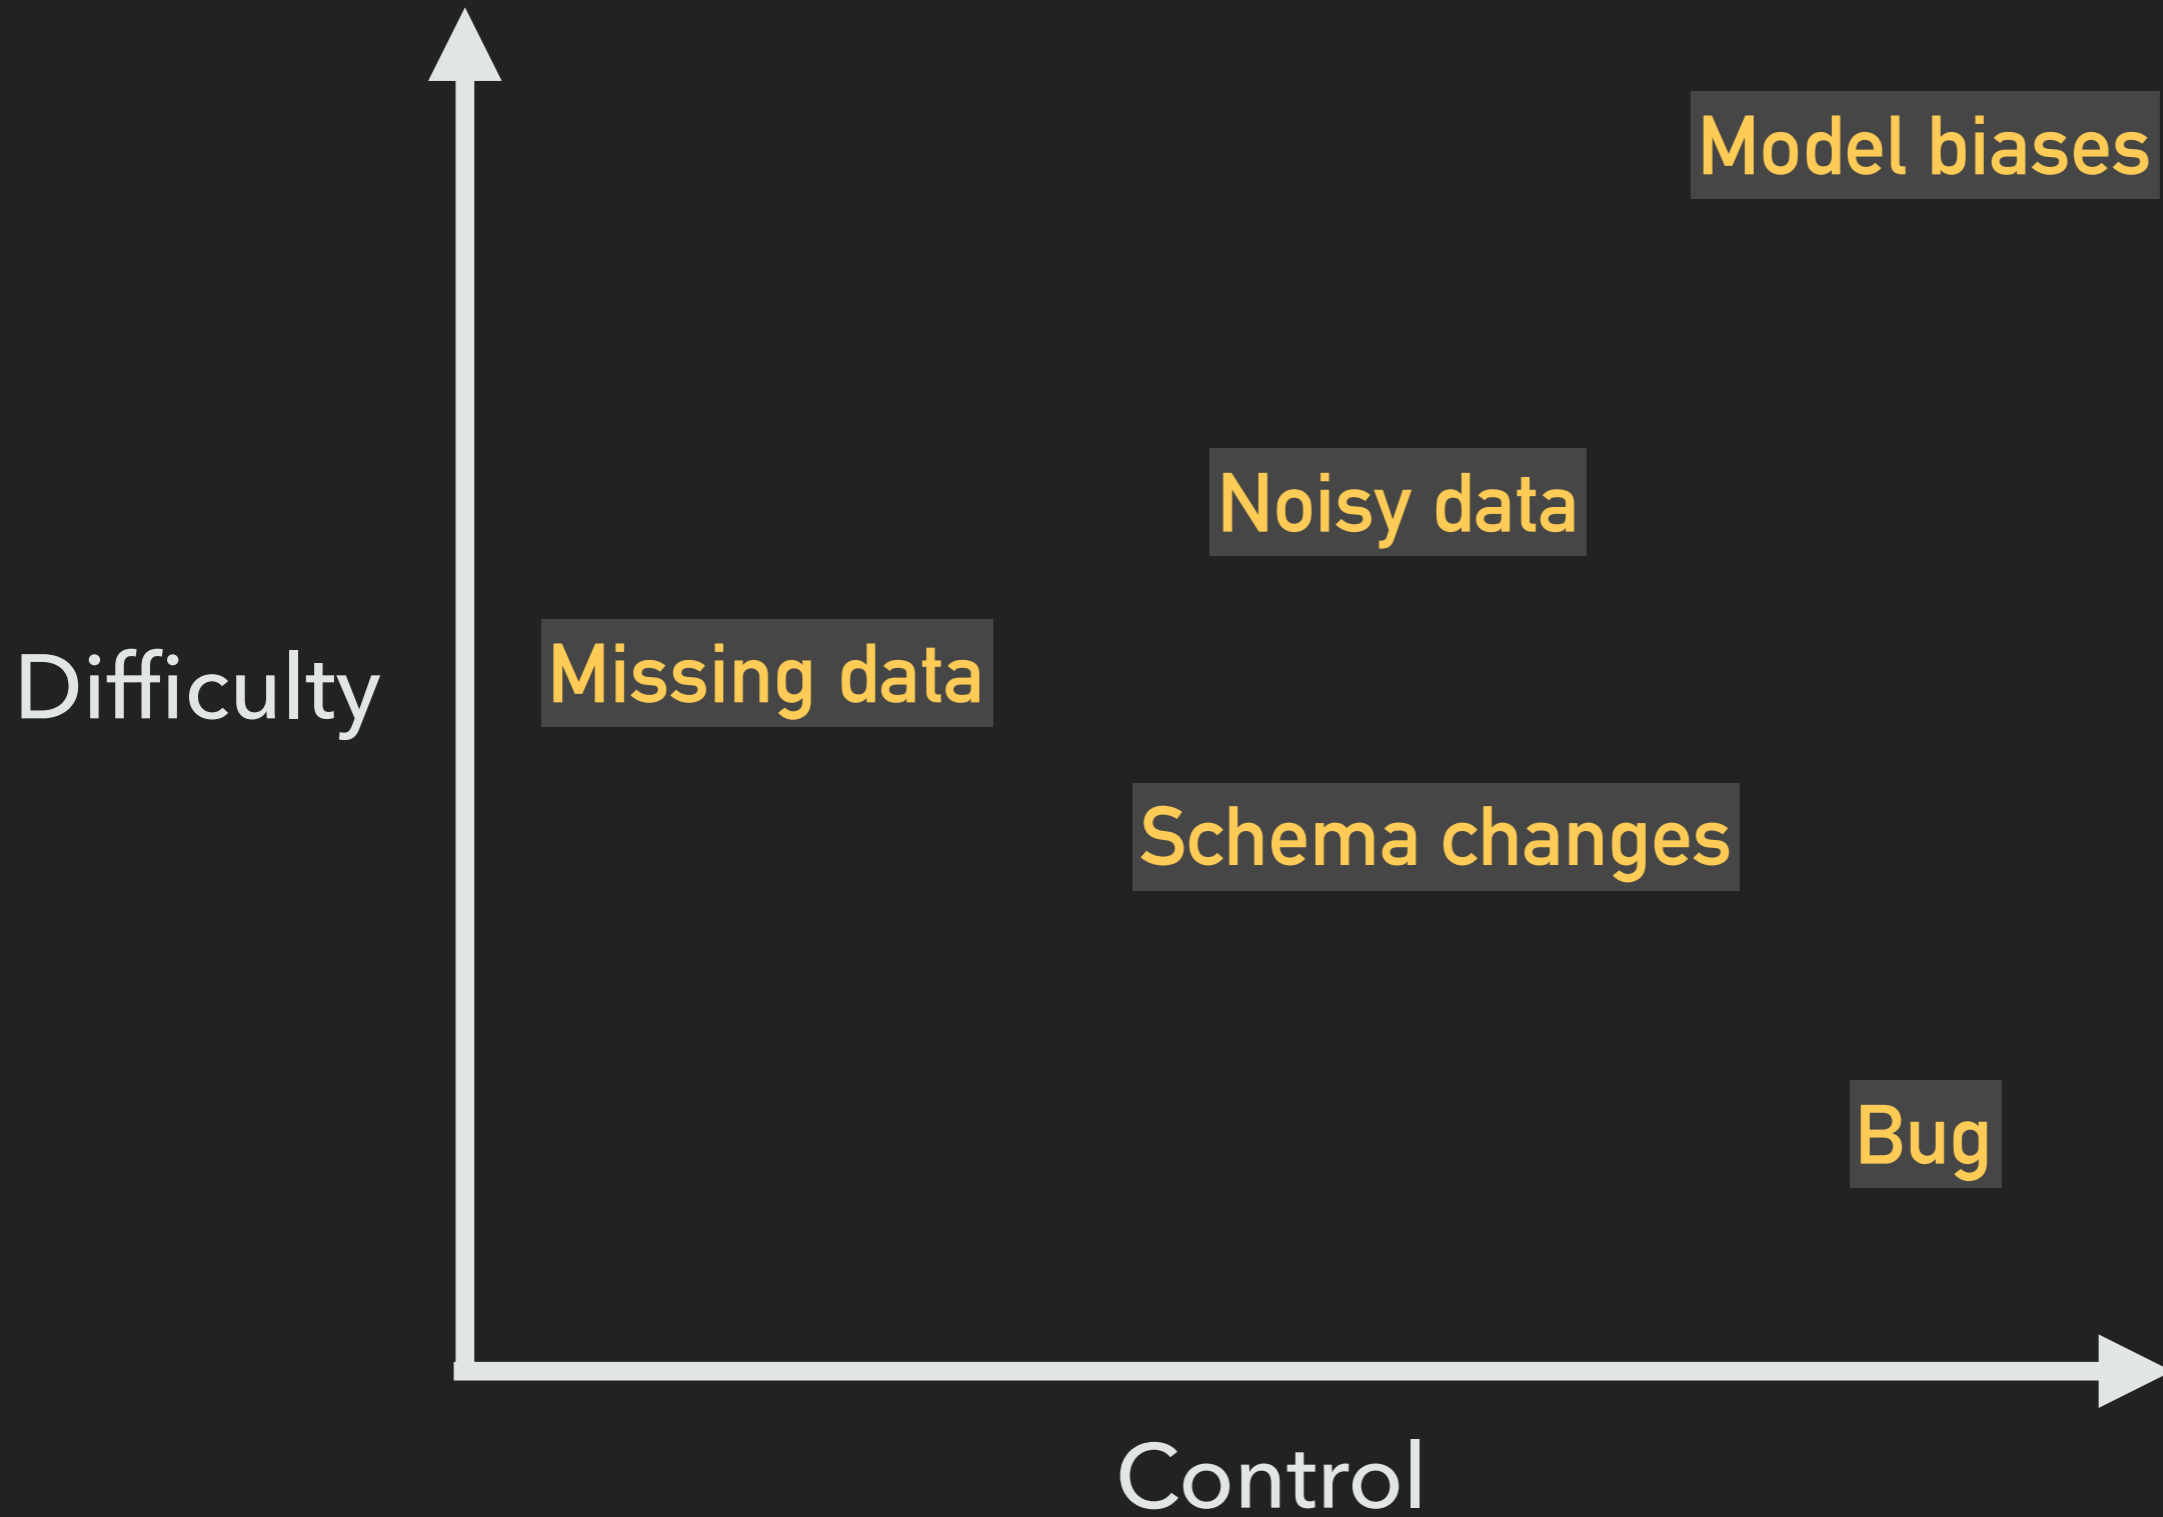 Model biases
Noisy data
Missing data
Difficulty
Schema changes
Bug
Control